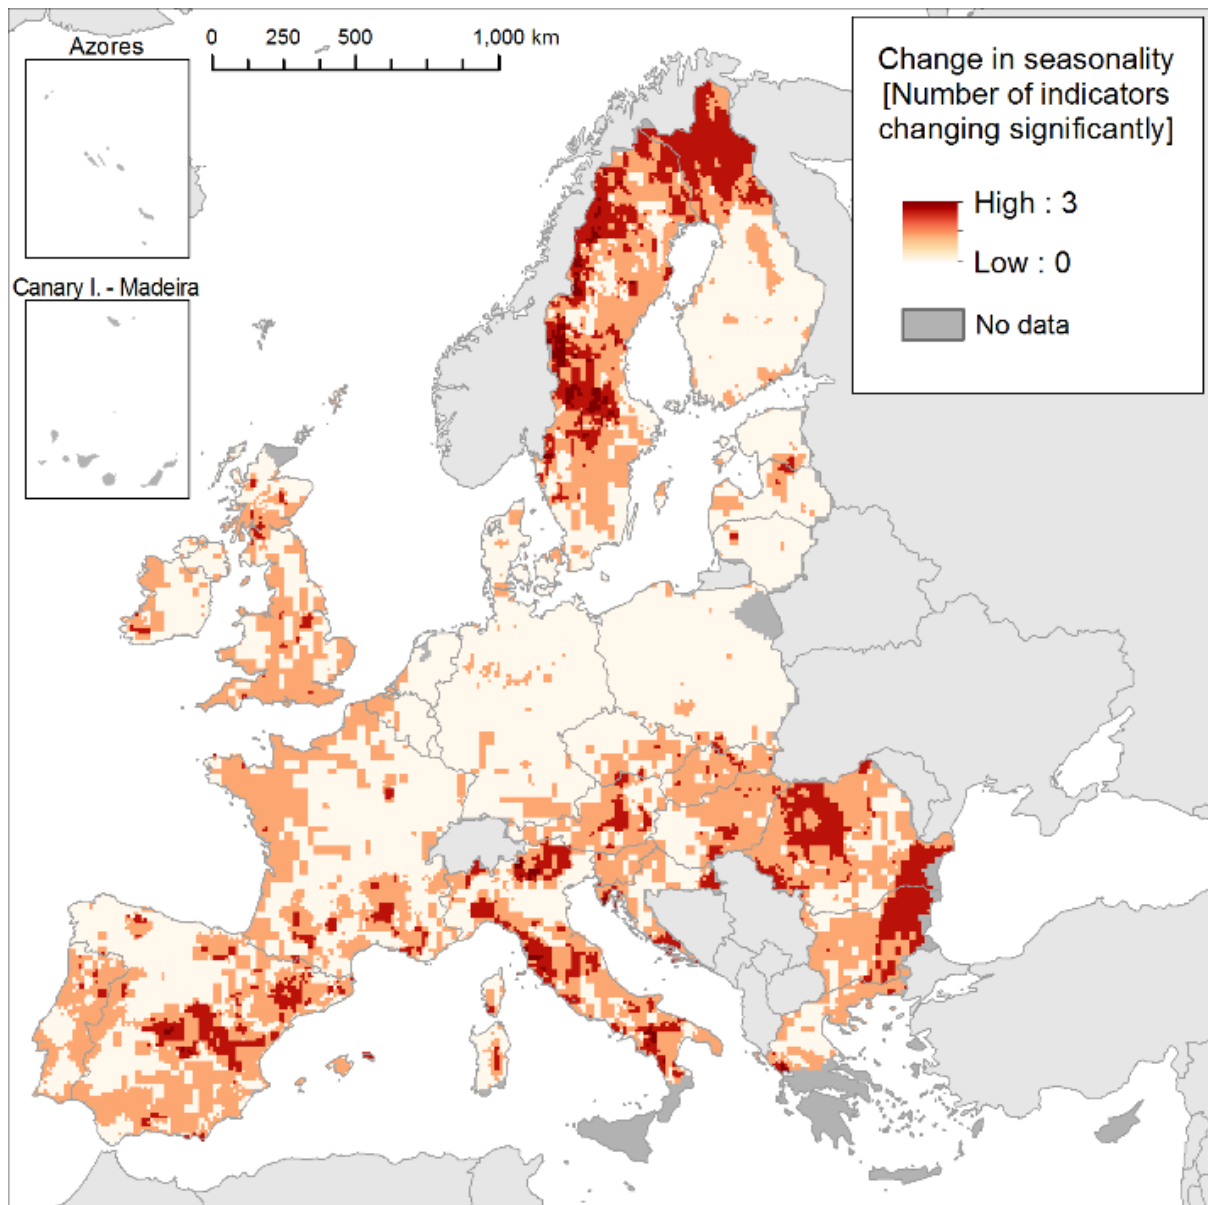 Azores
0 250 500 1,000 km
Canary I. - Madeira
Change in seasonality
[Number of indicators
changing significantly]
High : 3
Low : 0
No data